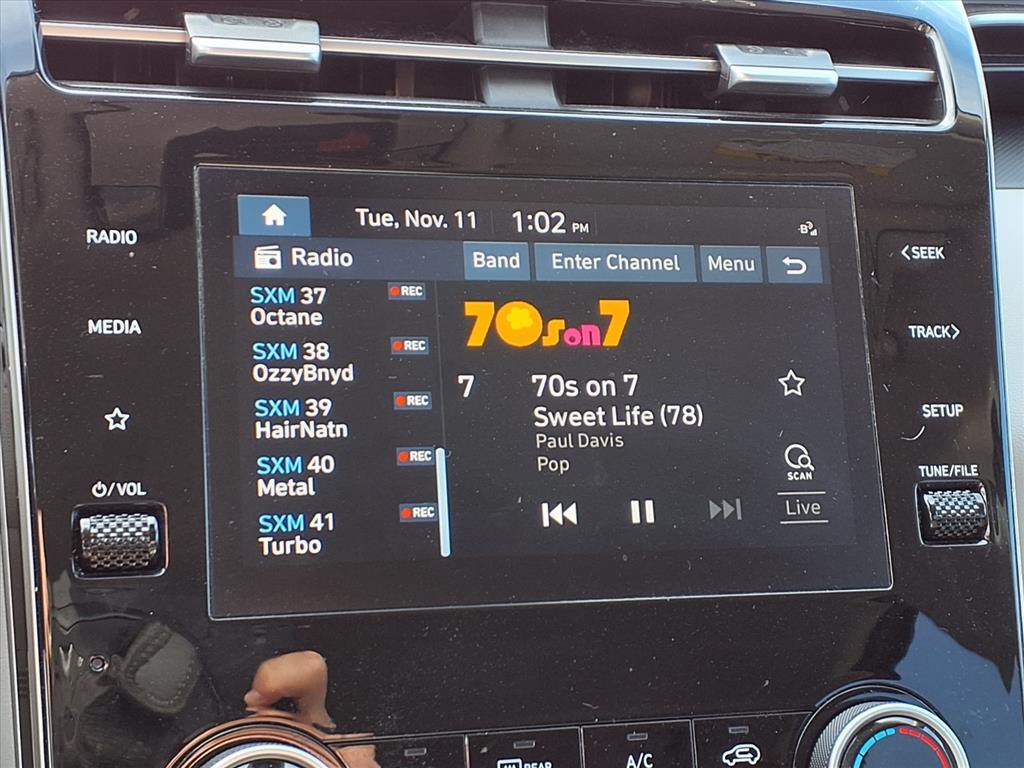 Tue, Nov. 11 1:02 PM
RADIO
MEDIA
⏻/VOL
Radio Band Enter Channel Menu
SXM 37 REC
Octane
SXM 38 REC
OzzyBnyd
SXM 39 REC
HairNatn
SXM 40 REC
Metal
SXM 41 REC
Turbo
70s on 7
7 70s on 7
Sweet Life (78)
Paul Davis
Pop
SCAN
Live
<SEEK
TRACK>
SETUP
TUNE/FILE
REAR
A/C